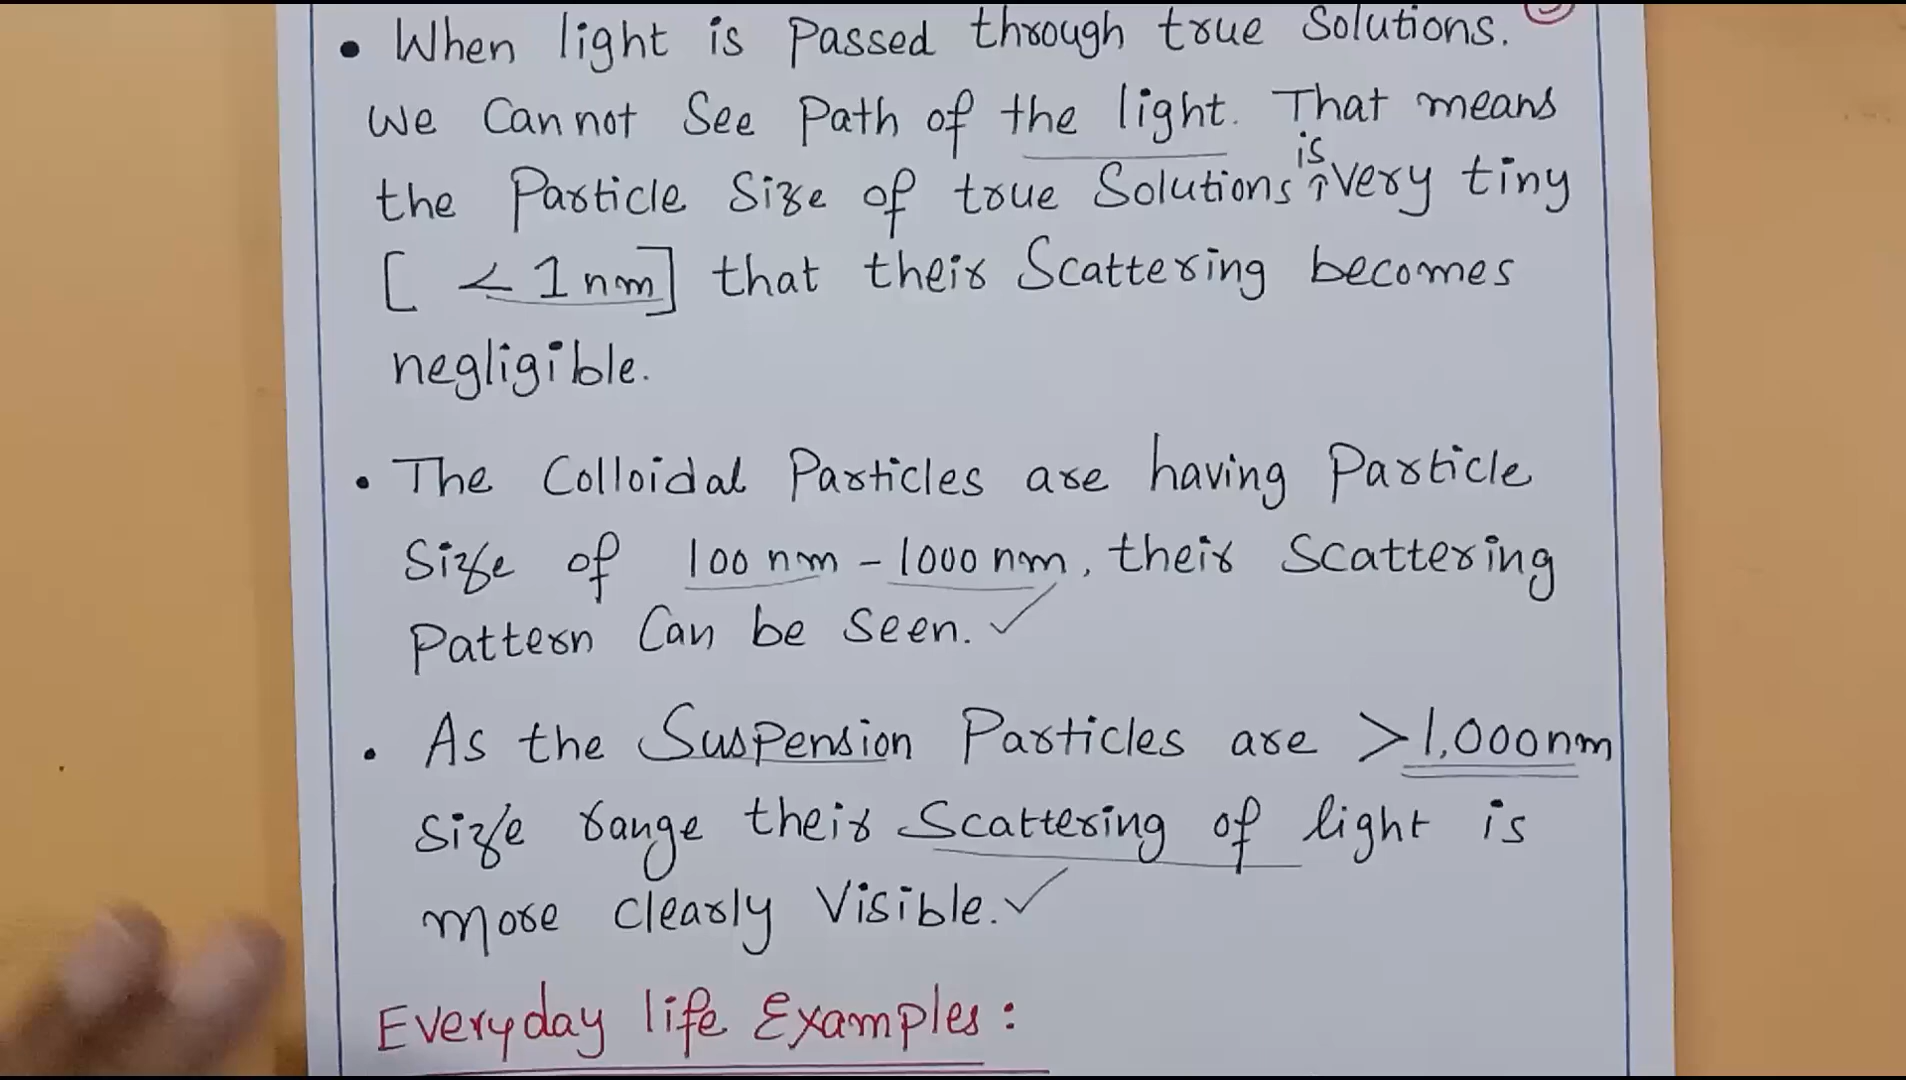 • When light is passed through true Solutions.
we Cannot See Path of the light. That means
the Particle Size of true Solutions is very tiny
[ < 1 nm] that their Scattering becomes
negligible.
• The Colloidal Particles are having Particle
Size of 100 nm - 1000 nm, their Scattering
Pattern Can be Seen. ✓
• As the Suspension Particles are > 1,000nm
size range their Scattering of light is
more clearly Visible. ✓
Everyday life Examples: